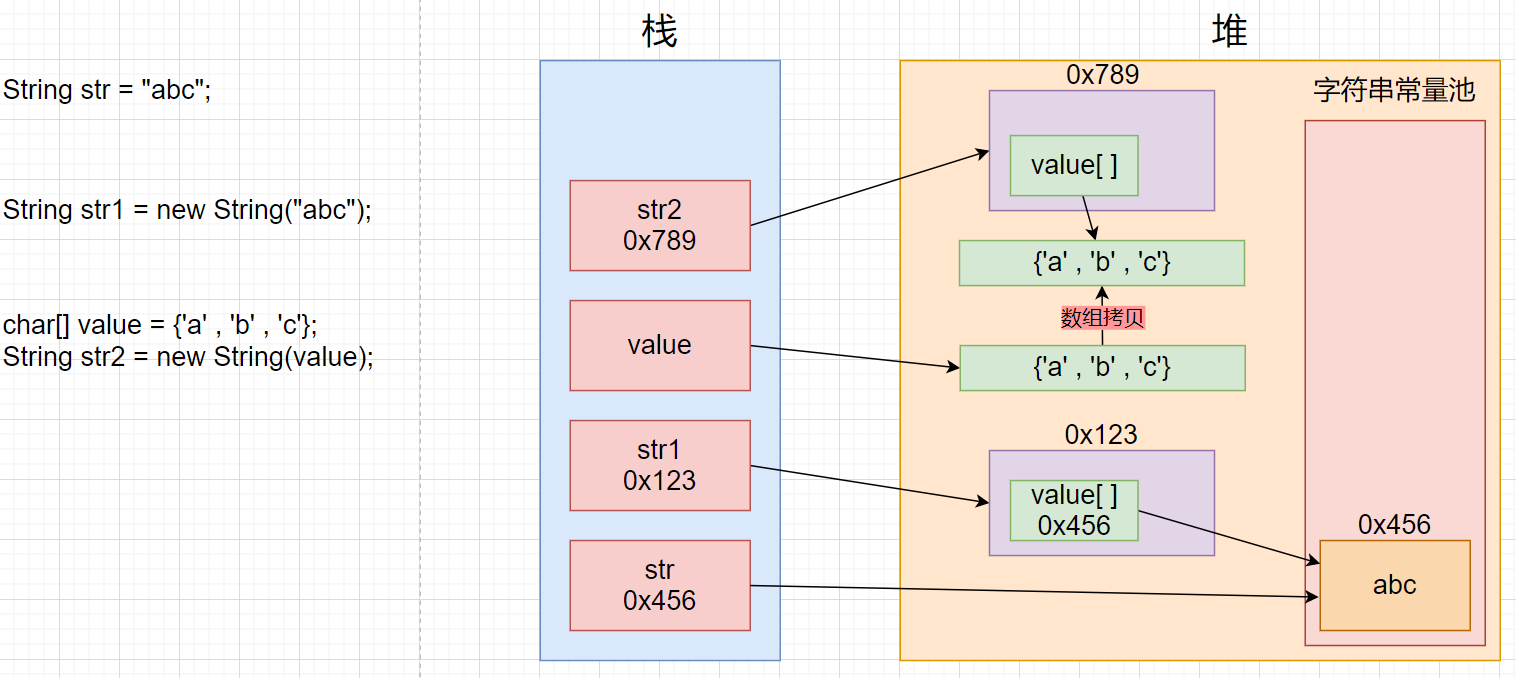 String str = "abc";
String str1 = new String("abc");
char[] value = {'a' , 'b' , 'c'};
String str2 = new String(value);
栈
str2
0x789
value
str1
0x123
str
0x456
堆
0x789
value[ ]
{'a' , 'b' , 'c'}
数组拷贝
{'a' , 'b' , 'c'}
0x123
value[ ]
0x456
字符串常量池
0x456
abc